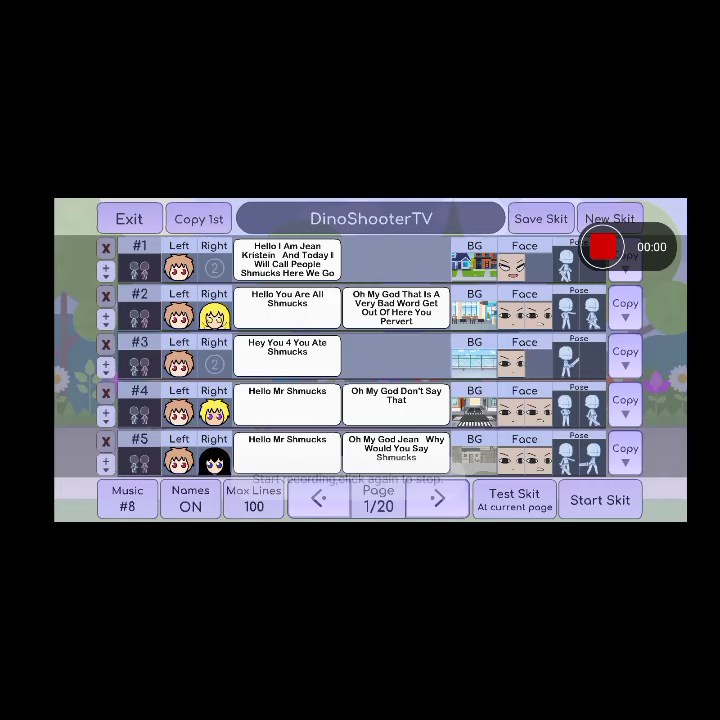 Exit
Copy 1st
DinoShooterTV
Save Skit
New Skit
00:00
X
#1
Left
Right
2
Hello I Am Jean
Kristein And Today I
Will Call People
Shmucks Here We Go
BG
Face
+
X
#2
Left
Right
Hello You Are All
Shmucks
Oh My God That Is A
Very Bad Word Get
Out Of Here You
Pervert
BG
Face
Pose
Copy
+
X
#3
Left
Right
2
Hey You 4 You Ate
Shmucks
BG
Face
Pose
Copy
+
X
#4
Left
Right
Hello Mr Shmucks
Oh My God Don't Say
That
BG
Face
Pose
Copy
+
X
#5
Left
Right
Hello Mr Shmucks
Oh My God Jean Why
Would You Say
Shmucks
BG
Face
Pose
Copy
+
Start recording,click again to stop.
Music
#8
Names
ON
Max Lines
100
Page
1/20
Test Skit
At current page
Start Skit